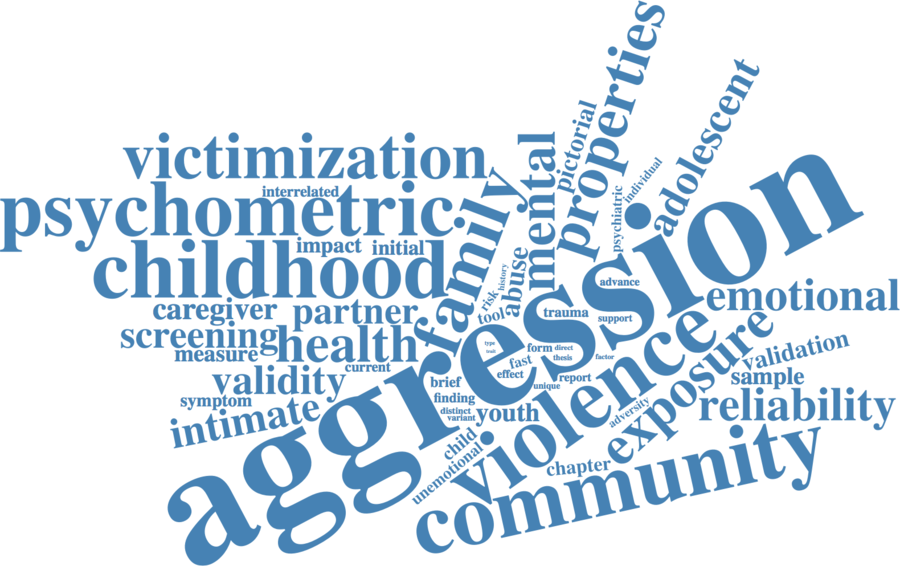 properties
adolescent
pictorial
mental
victimization
individual
interrelated
psychiatric
psychometric
family
aggression
impact
initial
childhood
history
abuse
risk
advance
emotional
caregiver
partner
tool
trauma
support
screening
health
violence
exposure
measure
type
form
direct
validation
current
fast
thesis
factor
validity
brief
effect
unique
report
sample
symptom
finding
intimate
distinct
variant
youth
adversity
reliability
child
unemotional
chapter
community